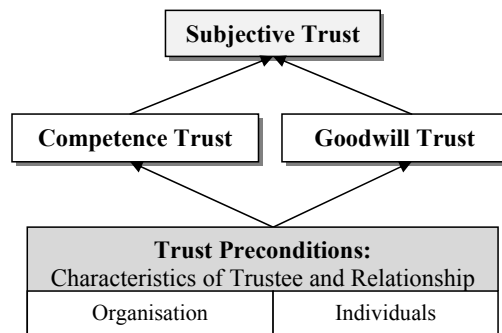 Subjective Trust
Competence Trust
Goodwill Trust
Trust Preconditions:
Characteristics of Trustee and Relationship
Organisation
Individuals